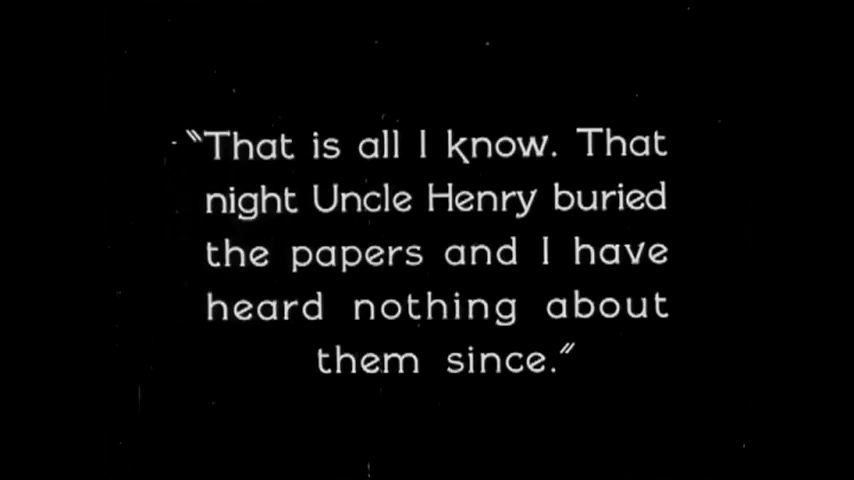 "That is all I know. That
night Uncle Henry buried
the papers and I have
heard nothing about
them since."